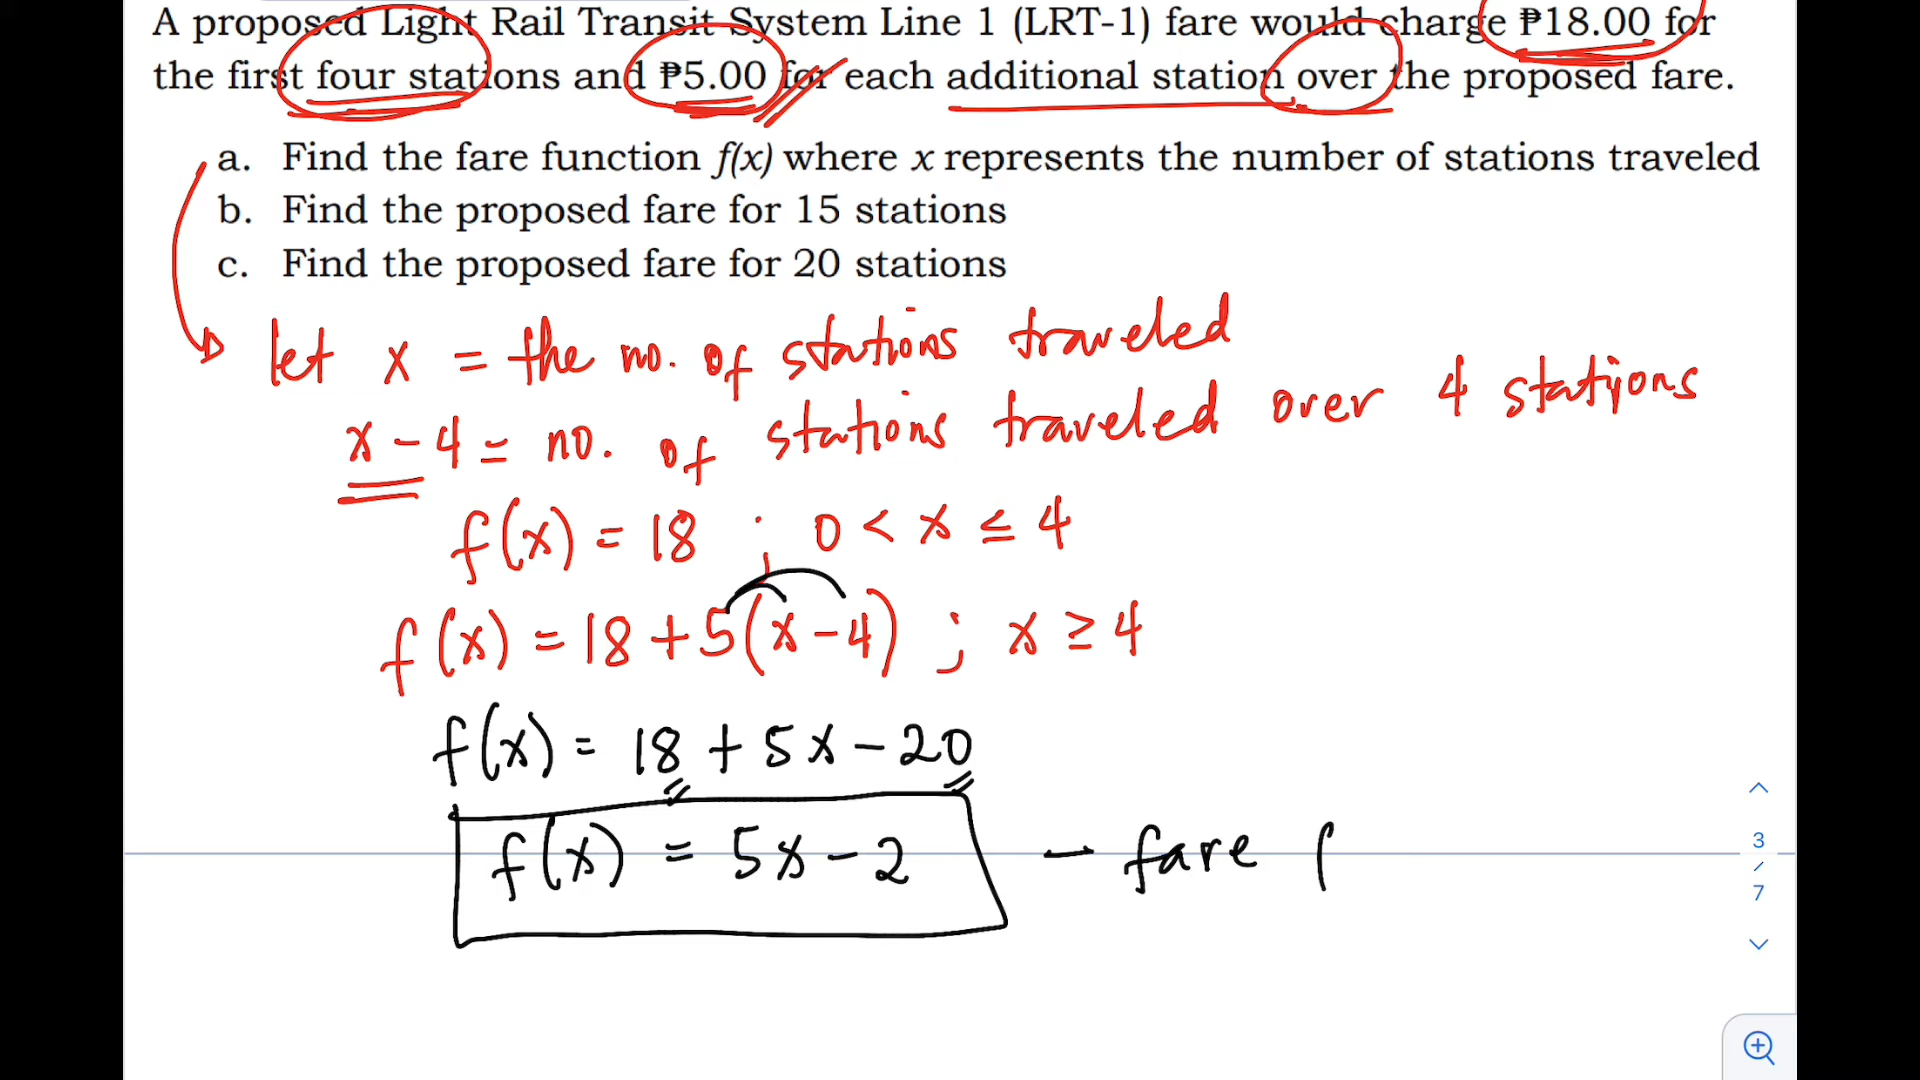 A proposed Light Rail Transit System Line 1 (LRT-1) fare would charge ₱18.00 for
the first four stations and ₱5.00 for each additional station over the proposed fare.
a. Find the fare function f(x) where x represents the number of stations traveled
b. Find the proposed fare for 15 stations
c. Find the proposed fare for 20 stations
let x = the no. of stations traveled
x - 4 = no. of stations traveled over 4 stations
f(x) = 18 ; 0 < x ≤ 4
f(x) = 18 + 5(x - 4) ; x ≥ 4
f(x) = 18 + 5x - 20
f(x) = 5x - 2 - fare (
3
/
7